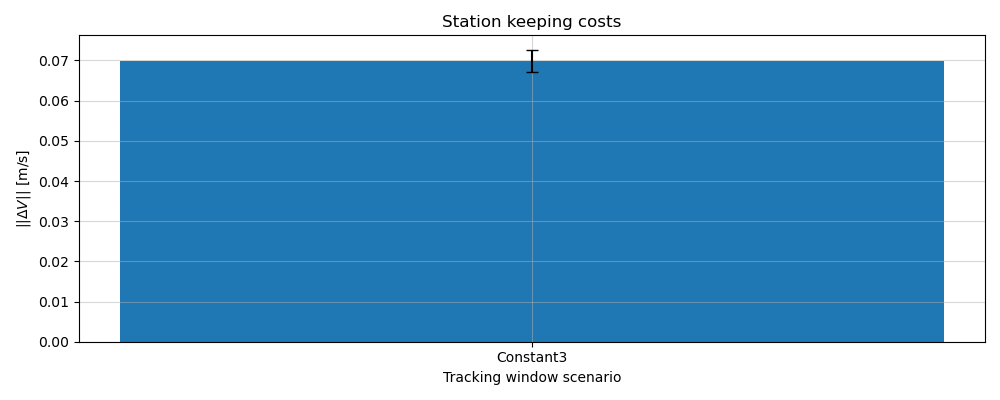 Station keeping costs
||ΔV|| [m/s]
0.07
0.06
0.05
0.04
0.03
0.02
0.01
0.00
Constant3
Tracking window scenario